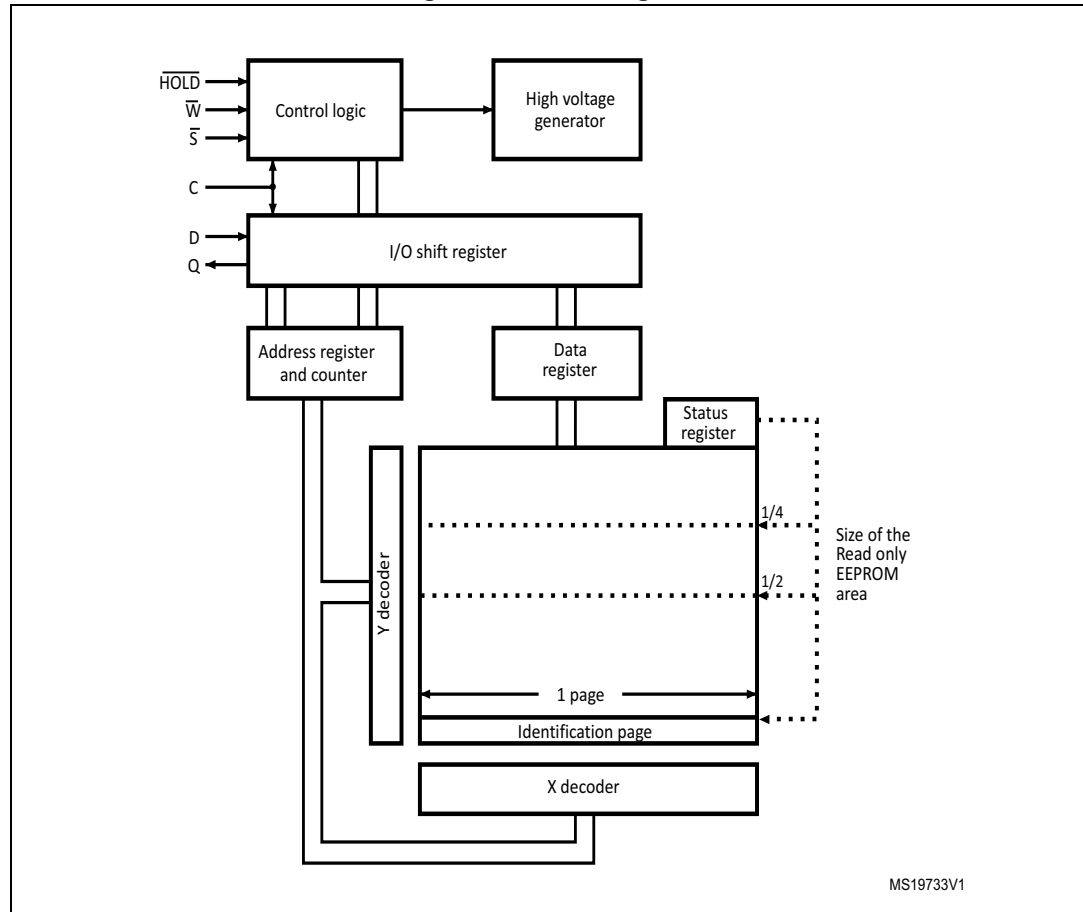 H̅O̅L̅D̅
W̅
S̅
Control logic
High voltage
generator
C
D
Q
I/O shift register
Address register
and counter
Data
register
Status
register
1/4
1/2
Size of the
Read only
EEPROM
area
Y decoder
1 page
Identification page
X decoder
MS19733V1